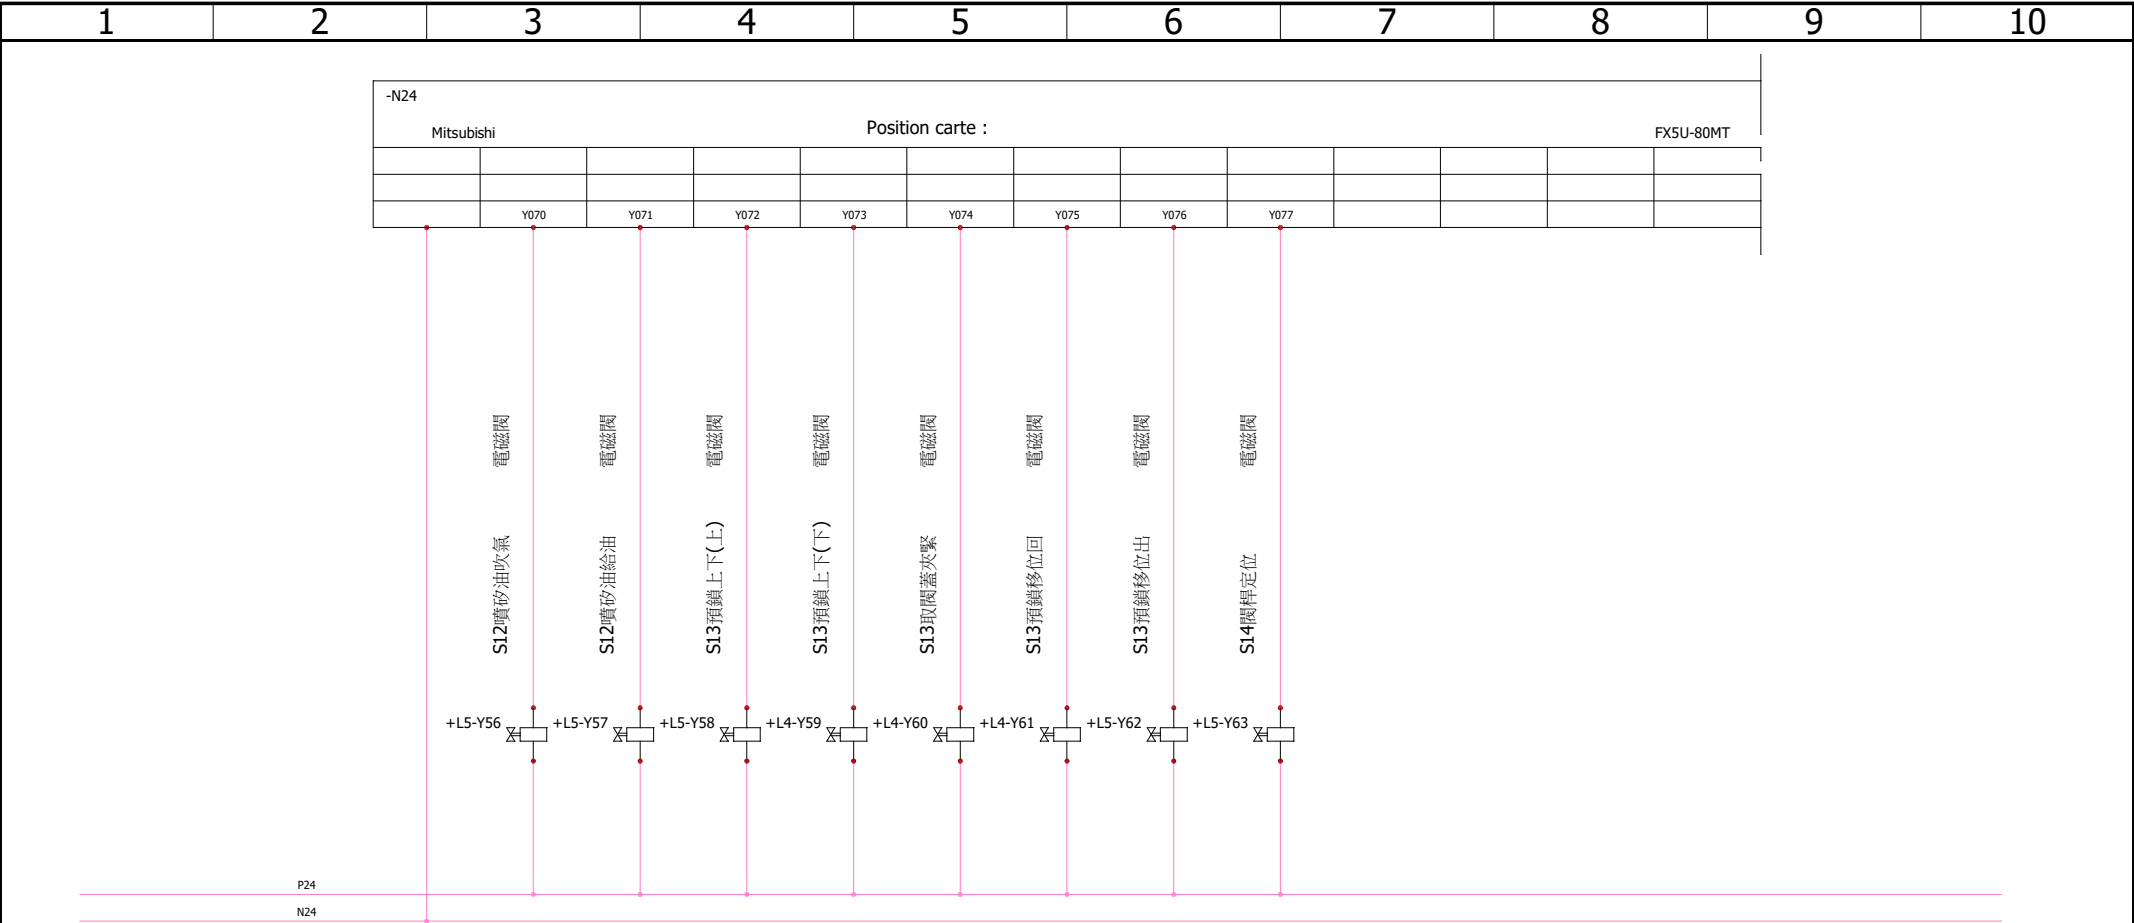 1 2 3 4 5 6 7 8 9 10
-N24
Mitsubishi Position carte : FX5U-80MT
Y070 Y071 Y072 Y073 Y074 Y075 Y076 Y077
S12噴矽油吹氣 電磁閥
S12噴矽油給油 電磁閥
S13預鎖上下(上) 電磁閥
S13預鎖上下(下) 電磁閥
S13取閥蓋夾緊 電磁閥
S13預鎖移位回 電磁閥
S13預鎖移位出 電磁閥
S14閥桿定位 電磁閥
+L5-Y56 +L5-Y57 +L5-Y58 +L4-Y59 +L4-Y60 +L4-Y61 +L5-Y62 +L5-Y63
P24
N24